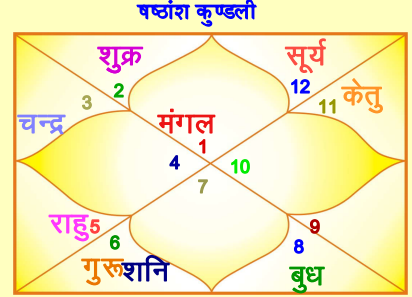 षष्ठांश कुण्डली
शुक्र सूर्य
2 12
3 11 केतु
चन्द्र मंगल
1
4 10
7
राहु 5 9
6 8
गुरू शनि बुध